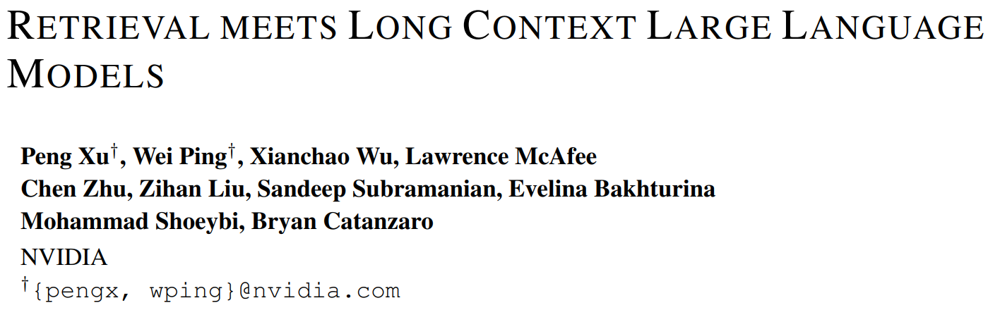 RETRIEVAL MEETS LONG CONTEXT LARGE LANGUAGE
MODELS
Peng Xu†, Wei Ping†, Xianchao Wu, Lawrence McAfee
Chen Zhu, Zihan Liu, Sandeep Subramanian, Evelina Bakhturina
Mohammad Shoeybi, Bryan Catanzaro
NVIDIA
†{pengx, wping}@nvidia.com